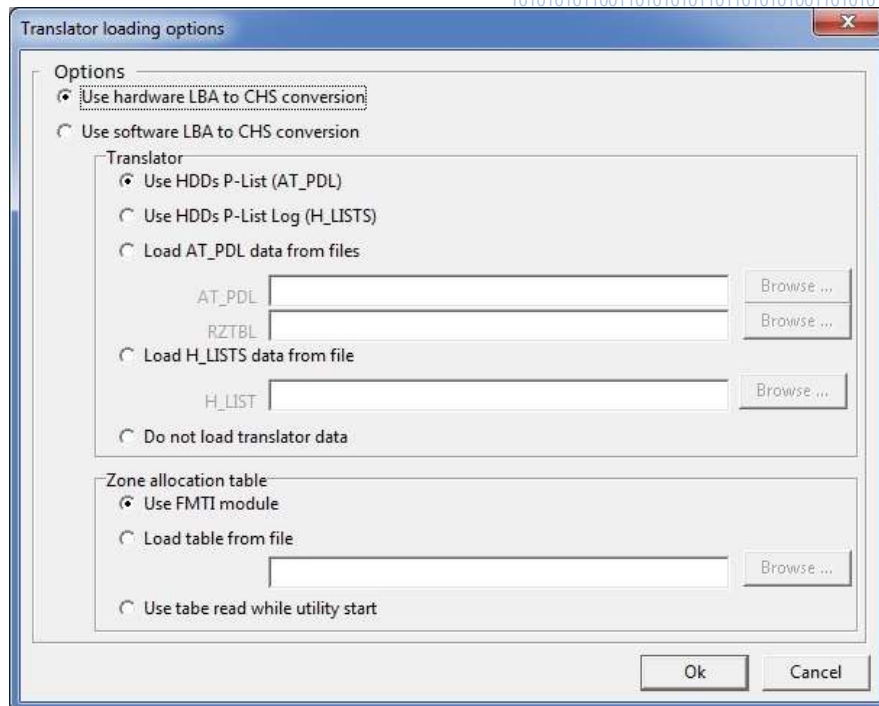 Translator loading options
Options
Use hardware LBA to CHS conversion
Use software LBA to CHS conversion
Translator
Use HDDs P-List (AT_PDL)
Use HDDs P-List Log (H_LISTS)
Load AT_PDL data from files
AT_PDL Browse ...
RZTBL Browse ...
Load H_LISTS data from file
H_LIST Browse ...
Do not load translator data
Zone allocation table
Use FMTI module
Load table from file
Browse ...
Use tabe read while utility start
Ok Cancel